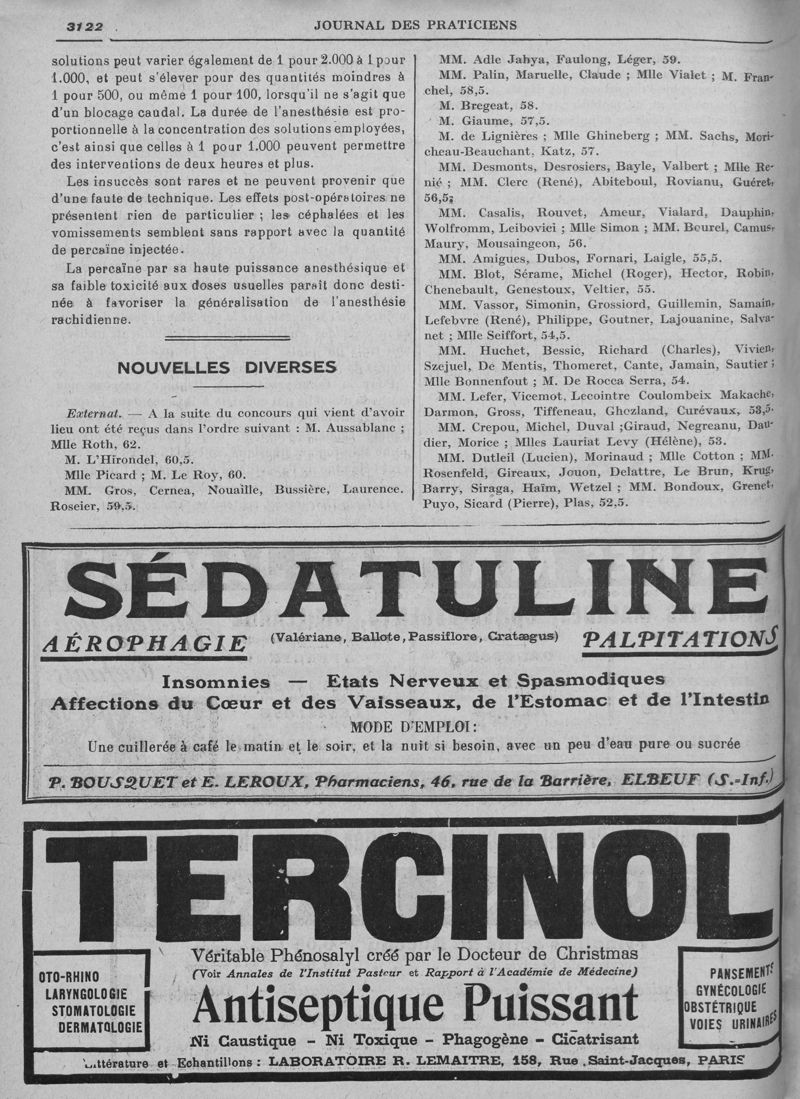 3122
JOURNAL DES PRATICIENS
solutions peut varier également de 1 pour 2.000 à 1 pour
1.000, et peut s'élever pour des quantités moindres à
1 pour 500, ou même 1 pour 100, lorsqu'il ne s'agit que
d'un blocage caudal. La durée de l'anesthésie est pro-
portionnelle à la concentration des solutions employées,
c'est ainsi que celles à 1 pour 1.000 peuvent permettre
des interventions de deux heures et plus.
Les insuccès sont rares et ne peuvent provenir que
d'une faute de technique. Les effets post-opératoires ne
présentent rien de particulier ; les céphalées et les
vomissements semblent sans rapport avec la quantité
de percaïne injectée.
La percaïne par sa haute puissance anesthésique et
sa faible toxicité aux doses usuelles paraît donc desti-
née à favoriser la généralisation de l'anesthésie
rachidienne.
NOUVELLES DIVERSES
Externat. — A la suite du concours qui vient d'avoir
lieu ont été reçus dans l'ordre suivant : M. Aussablanc ;
Mlle Roth, 62.
M. L'Hirondel, 60,5.
Mlle Picard ; M. Le Roy, 60.
MM. Gros, Cernea, Nouaille, Bussière, Laurence.
Roseier, 59,5.
MM. Adle Jahya, Faulong, Léger, 59.
MM. Palin, Maruelle, Claude ; Mlle Vialet ; M. Fran-
chel, 58,5.
M. Bregeat, 58.
M. Giaume, 57,5.
M. de Lignières ; Mlle Ghineberg ; MM. Sachs, Mori-
cheau-Beauchant, Katz, 57.
MM. Desmonts, Desrosiers, Bayle, Valbert ; Mlle Re-
nié ; MM. Clerc (René), Abiteboul, Rovianu, Guéret,
56,5;
MM. Casalis, Rouvet, Ameur, Vialard, Dauphin,
Wolfromm, Leibovici ; Mlle Simon ; MM. Beurel, Camus,
Maury, Mousaingeon, 56.
MM. Amigues, Dubos, Fornari, Laigle, 55,5.
MM. Blot, Sérame, Michel (Roger), Hector, Robin,
Chenebault, Genestoux, Veltier, 55.
MM. Vassor, Simonin, Grossiord, Guillemin, Samain,
Lefebvre (René), Philippe, Goutner, Lajouanine, Salva-
net ; Mlle Seiffort, 54,5.
MM. Huchet, Bessie, Richard (Charles), Vivien,
Szejuel, De Mentis, Thomeret, Cante, Jamain, Sautier ;
Mlle Bonnenfout ; M. De Rocca Serra, 54.
MM. Lefer, Vicemot, Lecointre Coulombeix Makache,
Darmon, Gross, Tiffeneau, Ghozland, Curévaux, 53,5.
MM. Crepou, Michel, Duval ;Giraud, Negreanu, Dau-
dier, Morice ; Mlles Lauriat Levy (Hélène), 53.
MM. Dutleil (Lucien), Morinaud ; Mlle Cotton ; MM.
Rosenfeld, Gireaux, Jouon, Delattre, Le Brun, Krug,
Barry, Siraga, Haïm, Wetzel ; MM. Bondoux, Grenet,
Puyo, Sicard (Pierre), Plas, 52,5.
SÉDATULINE
AÉROPHAGIE
(Valériane, Ballote, Passiflore, Cratægus)
PALPITATIONS
Insomnies — Etats Nerveux et Spasmodiques
Affections du Cœur et des Vaisseaux, de l'Estomac et de l'Intestin
MODE D'EMPLOI :
Une cuillerée à café le matin et le soir, et la nuit si besoin, avec un peu d'eau pure ou sucrée
P. BOUSQUET et E. LEROUX, Pharmaciens, 46, rue de la Barrière, ELBEUF (S.-Inf.)
TERCINOL
Véritable Phénosalyl créé par le Docteur de Christmas
(Voir Annales de l'Institut Pasteur et Rapport à l'Académie de Médecine)
OTO-RHINO
LARYNGOLOGIE
STOMATOLOGIE
DERMATOLOGIE
Antiseptique Puissant
Ni Caustique - Ni Toxique - Phagogène - Cicatrisant
PANSEMENTS
GYNÉCOLOGIE
OBSTÉTRIQUE
VOIES URINAIRES
Littérature et Echantillons : LABORATOIRE R. LEMAITRE, 158, Rue Saint-Jacques, PARIS